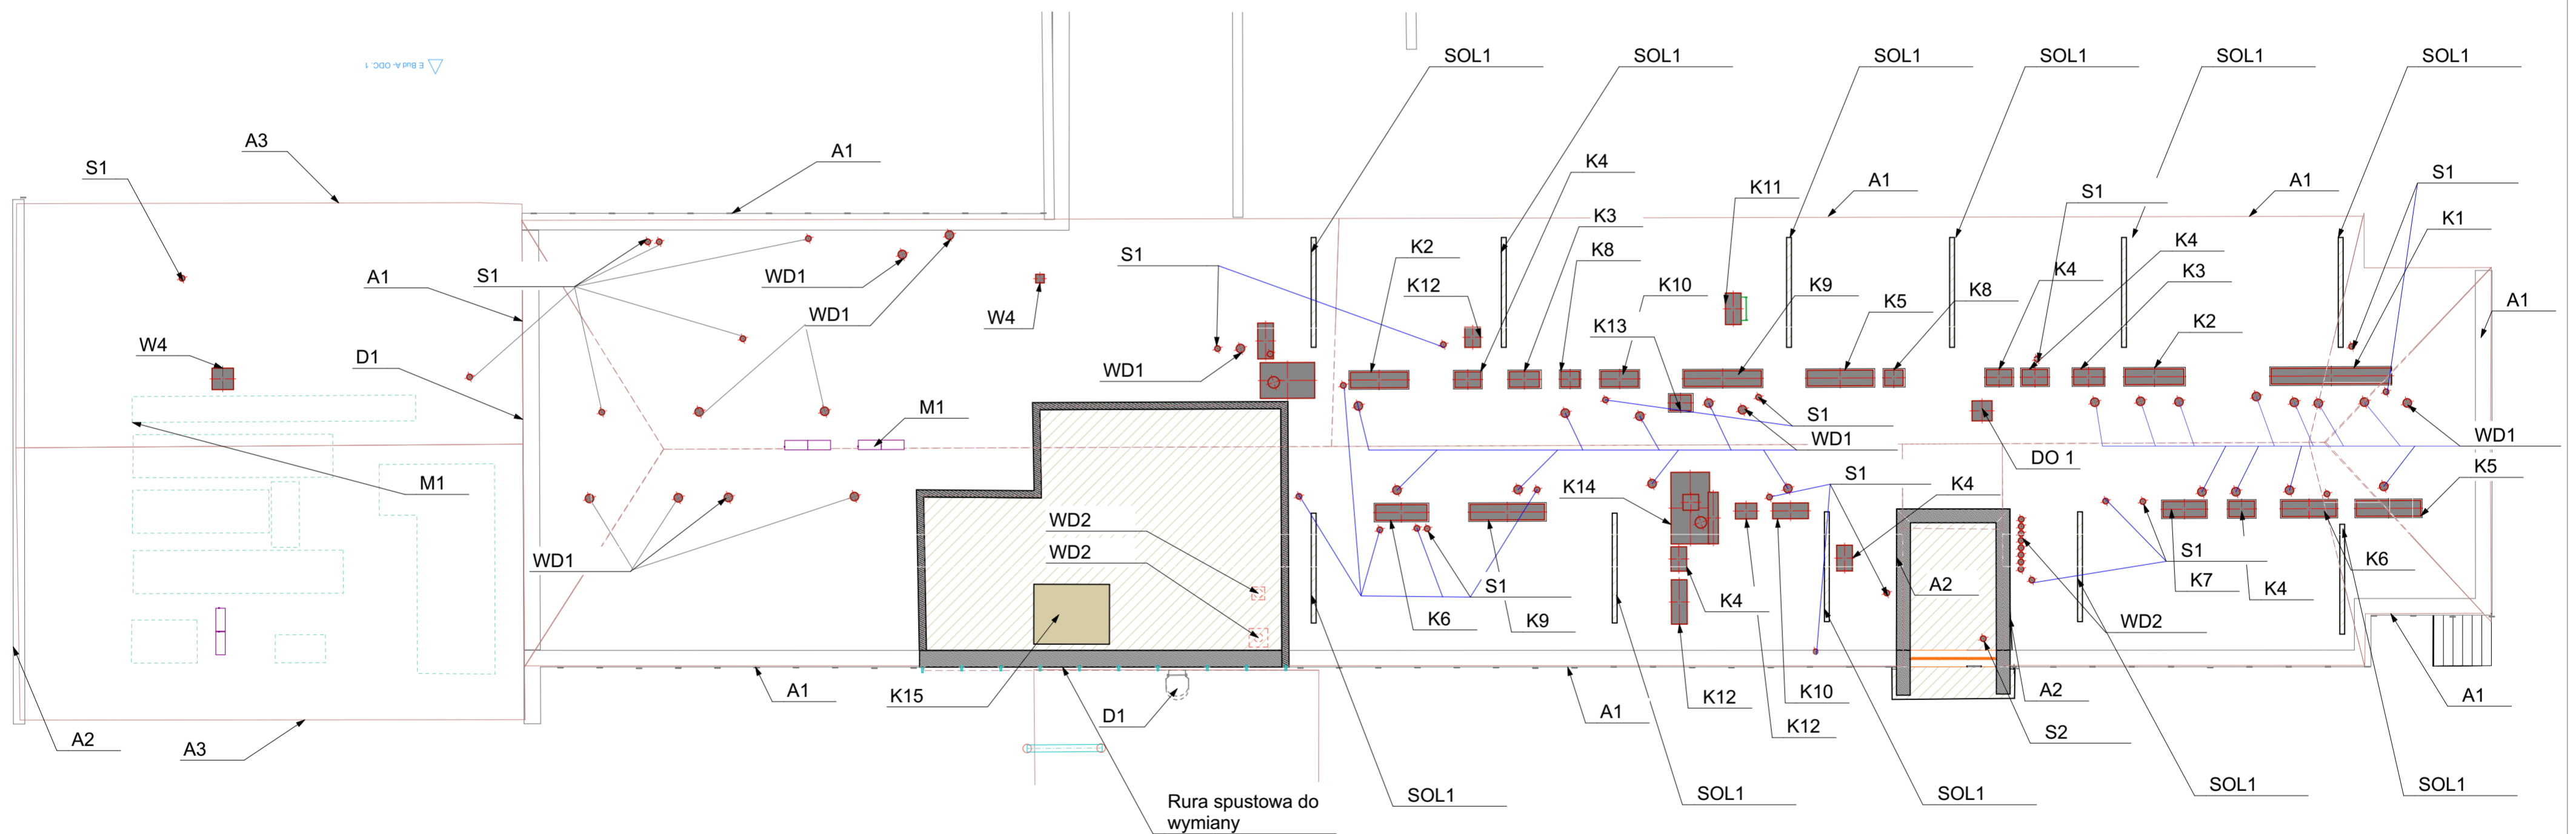 SOL1
SOL1
SOL1
SOL1
SOL1
SOL1
E Bud A- ODC. 1
A3
A1
S1
K4
K11
A1
S1
A1
S1
K3
K1
K2
K8
K4
A1
S1
WD1
S1
K12
K10
K9
K4
K3
A1
WD1
W4
K13
K5
K8
K2
W4
D1
WD1
M1
S1
WD1
WD1
DO 1
K5
M1
K14
S1
K4
WD2
WD2
WD1
S1
K6
K9
K4
A2
S1
K7
K4
K6
WD2
A1
K15
D1
A1
K12
K10
K12
A2
S2
A1
A2
A3
Rura spustowa do
wymiany
SOL1
SOL1
SOL1
SOL1
SOL1